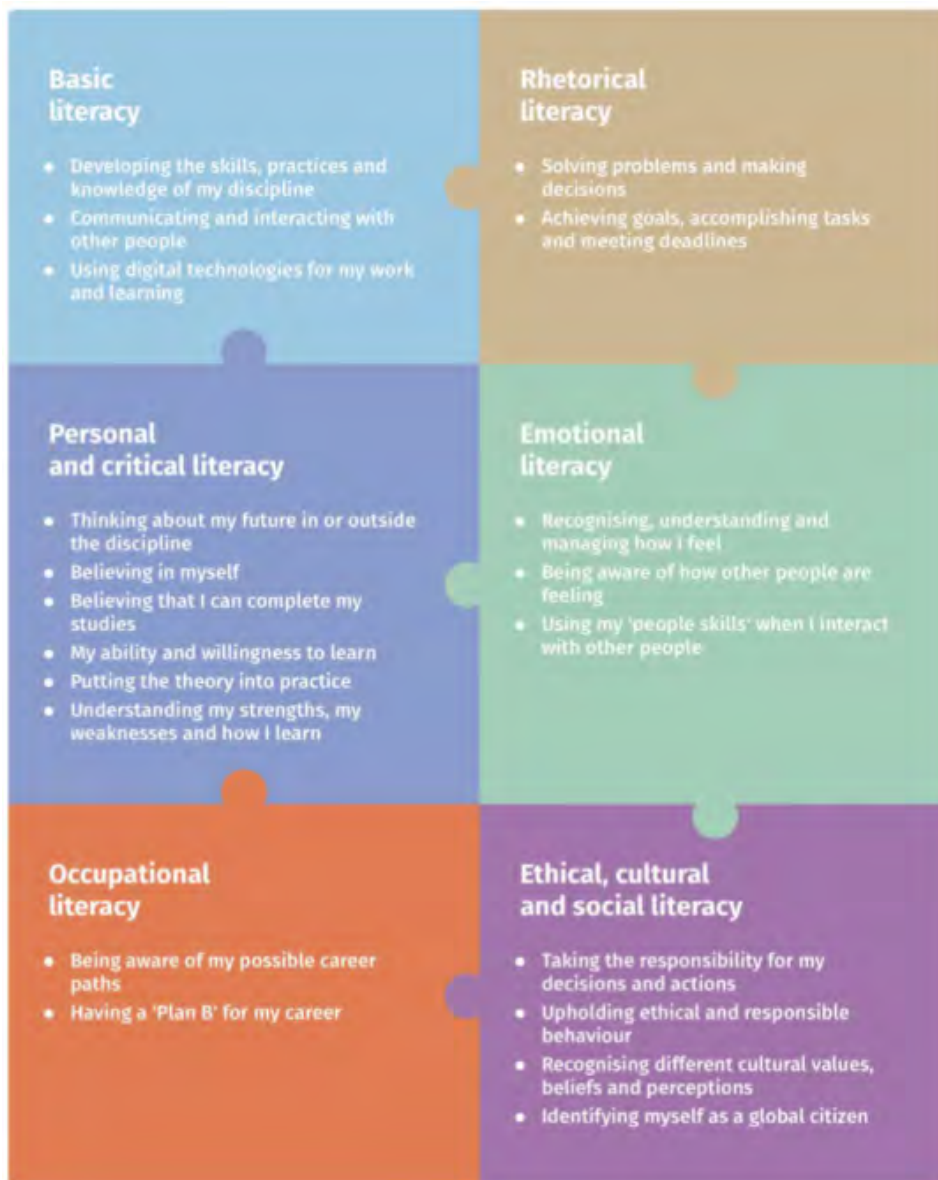 Basic
literacy
• Developing the skills, practices and
knowledge of my discipline
• Communicating and interacting with
other people
• Using digital technologies for my work
and learning
Rhetorical
literacy
• Solving problems and making
decisions
• Achieving goals, accomplishing tasks
and meeting deadlines
Personal
and critical literacy
• Thinking about my future in or outside
the discipline
• Believing in myself
• Believing that I can complete my
studies
• My ability and willingness to learn
• Putting the theory into practice
• Understanding my strengths, my
weaknesses and how I learn
Emotional
literacy
• Recognising, understanding and
managing how I feel
• Being aware of how other people are
feeling
• Using my 'people skills' when I interact
with other people
Occupational
literacy
• Being aware of my possible career
paths
• Having a 'Plan B' for my career
Ethical, cultural
and social literacy
• Taking the responsibility for my
decisions and actions
• Upholding ethical and responsible
behaviour
• Recognising different cultural values,
beliefs and perceptions
• Identifying myself as a global citizen